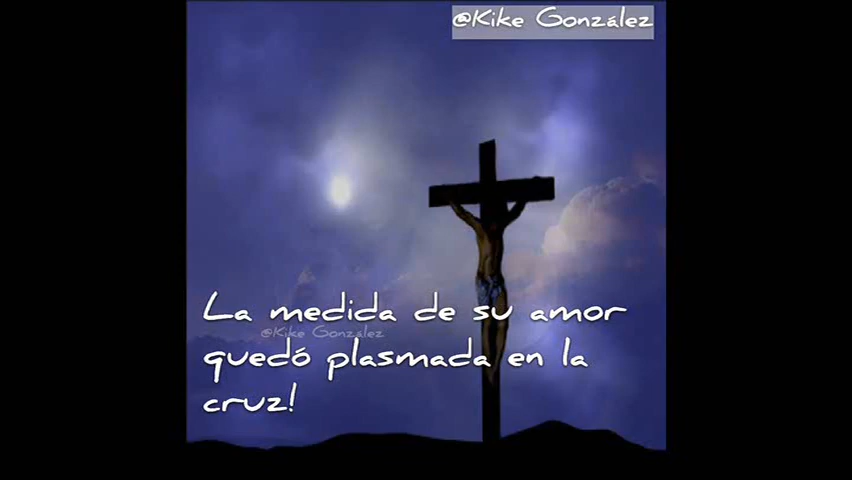 @Kike González
La medida de su amor
@Kike González
quedó plasmada en la
cruz!